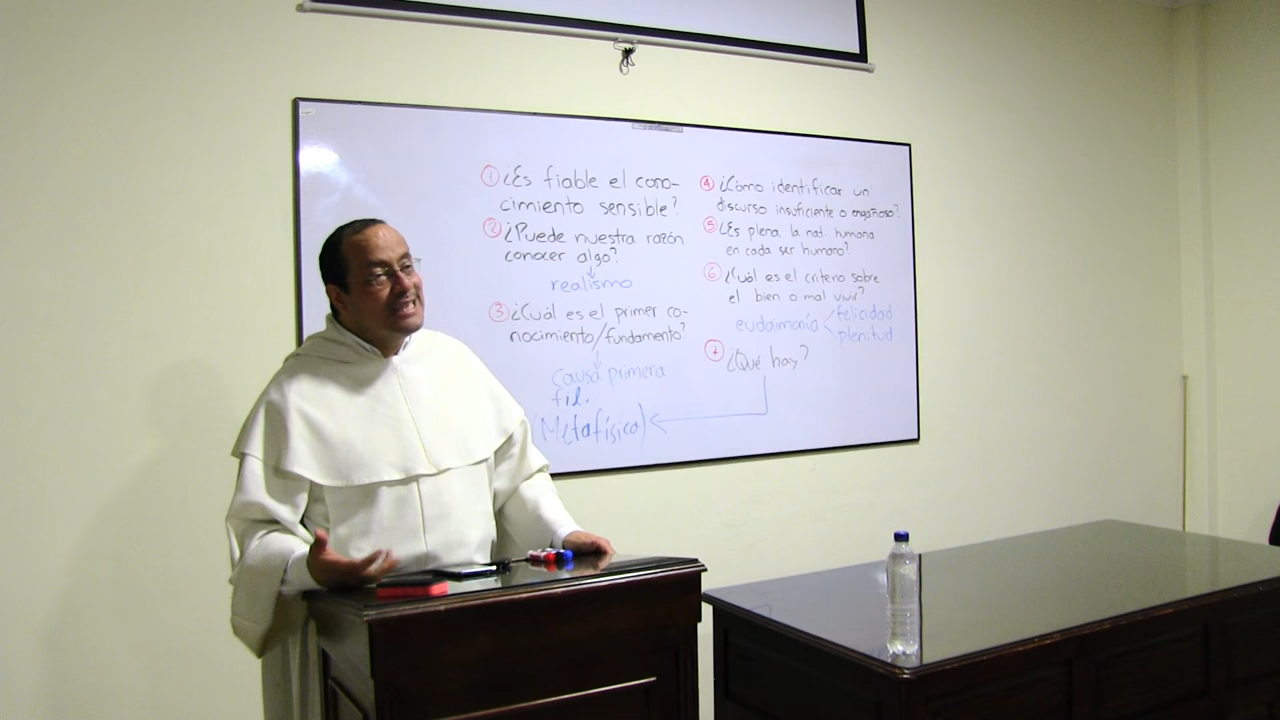 ① ¿Es fiable el cono-
cimiento sensible?
② ¿Puede nuestra razón
conocer algo?
realismo
③ ¿Cuál es el primer co-
nocimiento/fundamento?
causa primera
fil.
(Metafísica)
④ ¿Cómo identificar un
discurso insuficiente o engañoso?
⑤ ¿Es plena la nat. humana
en cada ser humano?
⑥ ¿Cuál es el criterio sobre
el bien o mal vivir?
eudaimonía
felicidad
plenitud
⑦ ¿Qué hay?